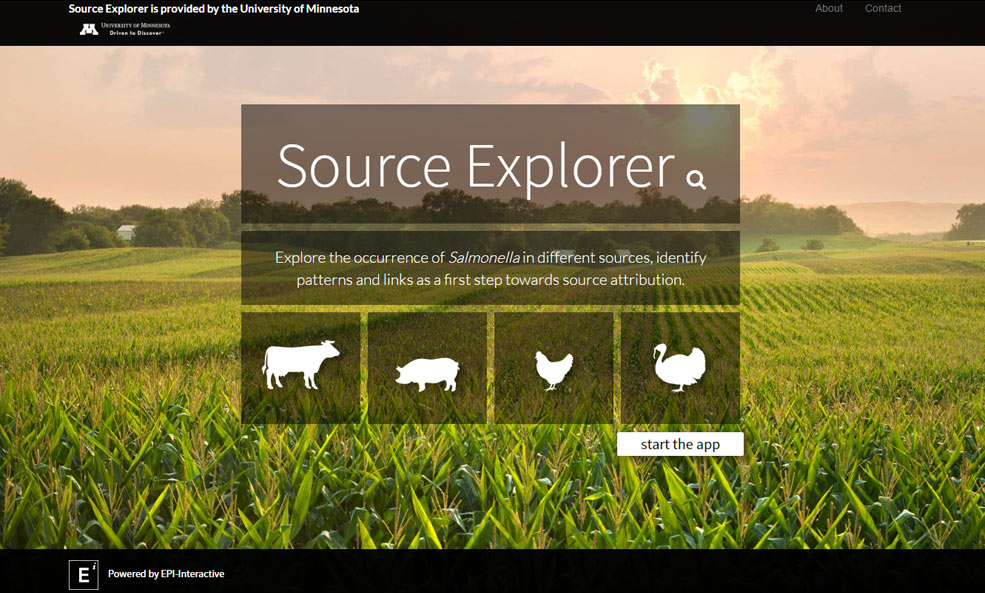 Source Explorer is provided by the University of Minnesota
About
Contact
M
UNIVERSITY OF MINNESOTA
Driven to Discover
Source Explorer
Explore the occurrence of Salmonella in different sources, identify
patterns and links as a first step towards source attribution.
start the app
Ei
Powered by EPI-Interactive